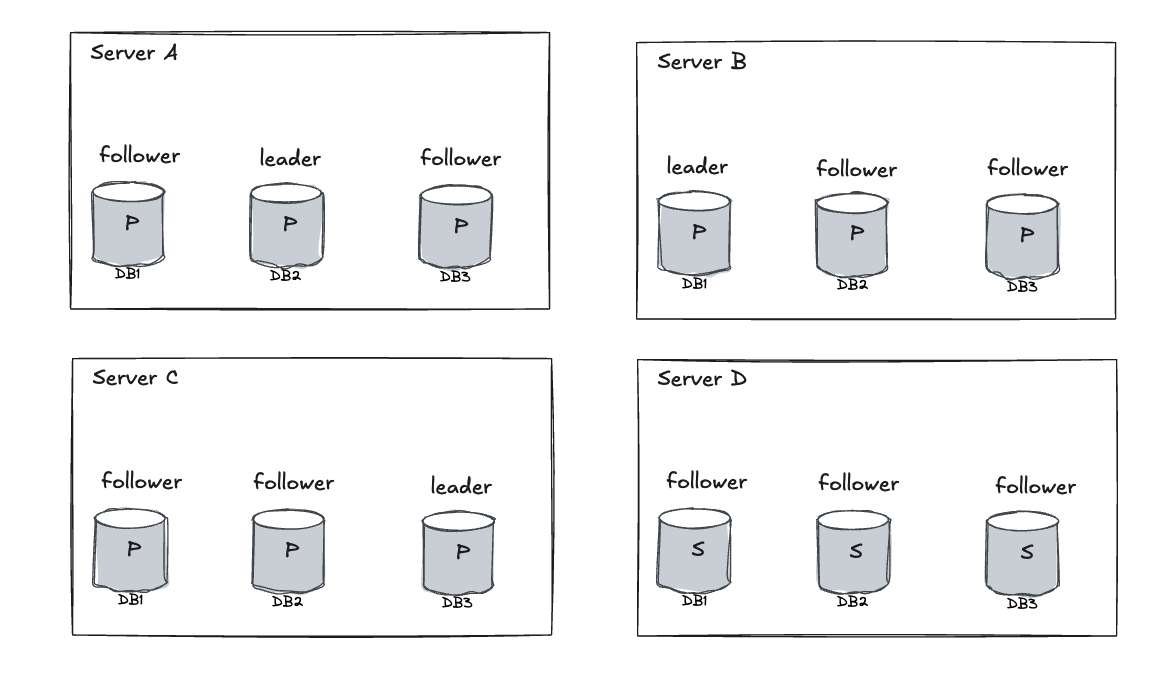 Server A
follower leader follower
P P P
DB1 DB2 DB3
Server B
leader follower follower
P P P
DB1 DB2 DB3
Server C
follower follower leader
P P P
DB1 DB2 DB3
Server D
follower follower follower
S S S
DB1 DB2 DB3